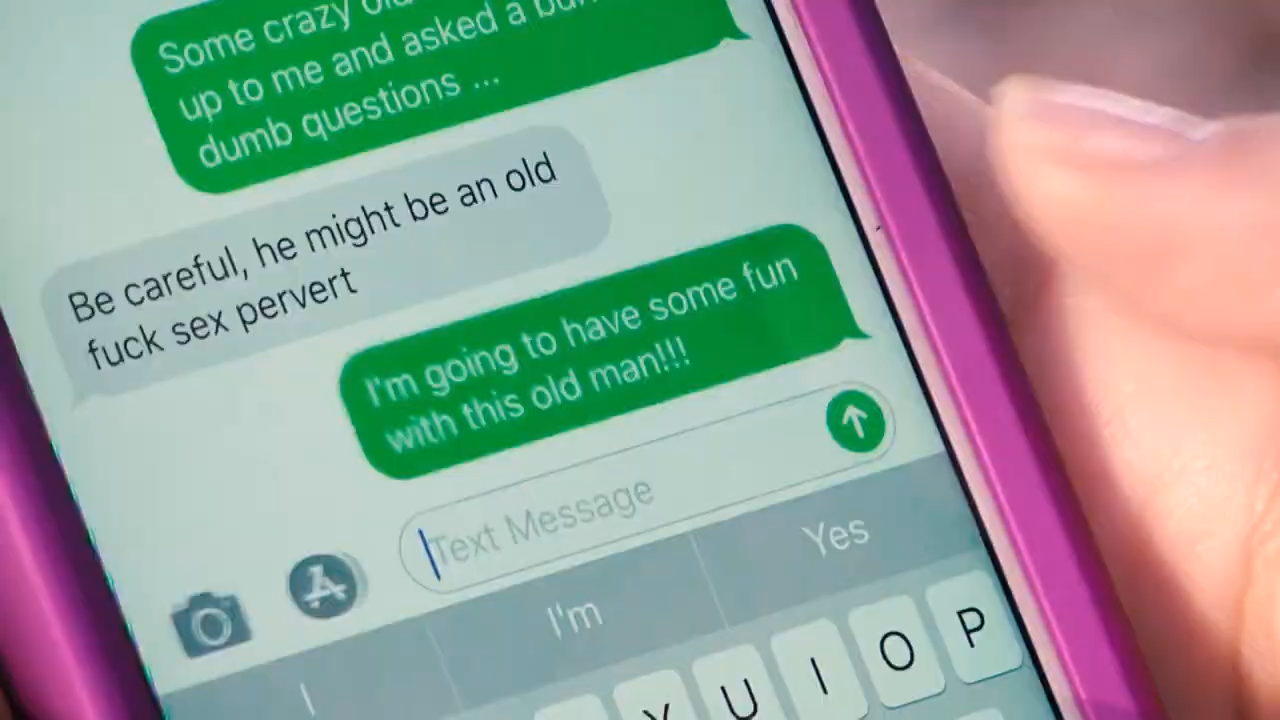 Some crazy
up to me and asked a
dumb questions ...
Be careful, he might be an old
fuck sex pervert
I'm going to have some fun
with this old man!!!
Text Message
I I'm Yes
Y U I O P